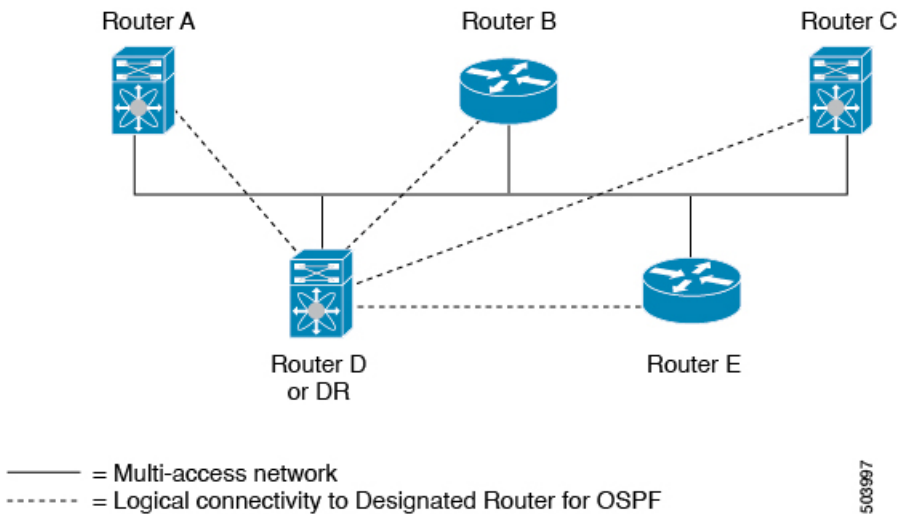 Router A
Router B
Router C
Router D
or DR
Router E
= Multi-access network
= Logical connectivity to Designated Router for OSPF
503997